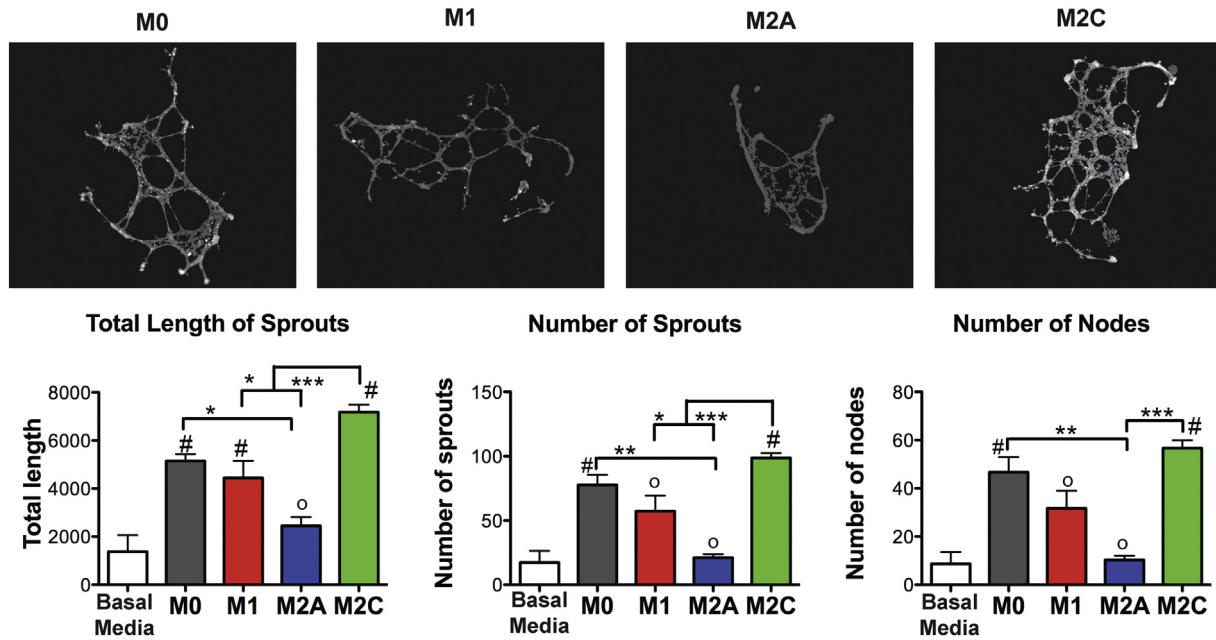 M0
M1
M2A
M2C
Total Length of Sprouts
Total length
8000
6000
4000
2000
0
*
*
***
#
#
o
#
Basal
Media
M0
M1
M2A
M2C
Number of Sprouts
Number of sprouts
150
100
50
0
**
*
***
#
o
o
#
Basal
Media
M0
M1
M2A
M2C
Number of Nodes
Number of nodes
80
60
40
20
0
**
***
#
o
o
#
Basal
Media
M0
M1
M2A
M2C